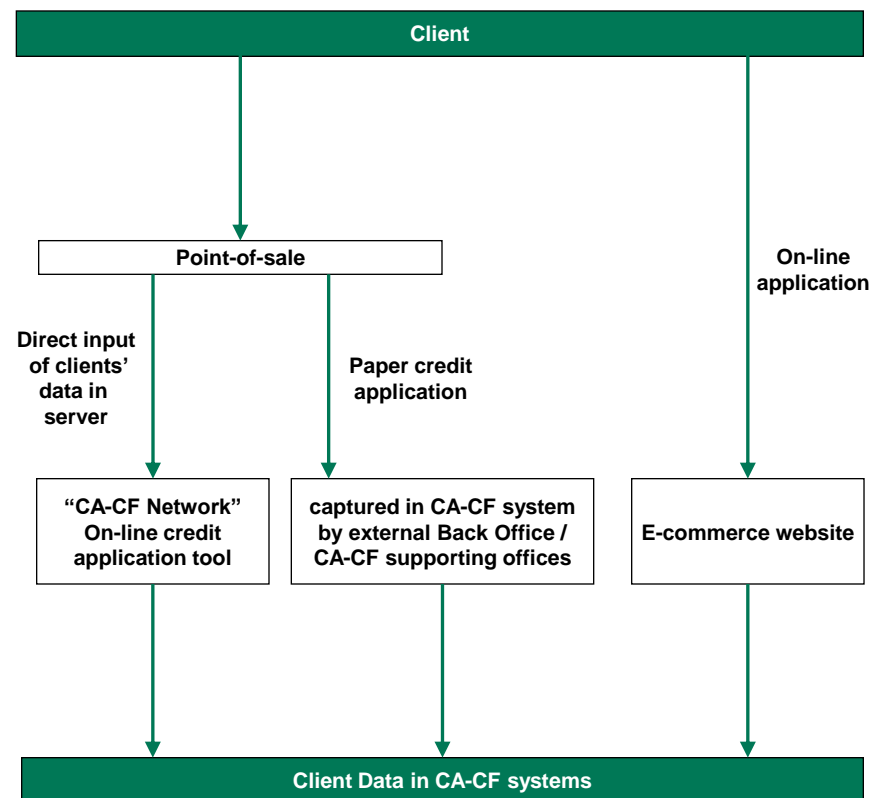 Client
Point-of-sale
On-line
application
Direct input
of clients’
data in
server
Paper credit
application
“CA-CF Network”
On-line credit
application tool
captured in CA-CF system
by external Back Office /
CA-CF supporting offices
E-commerce website
Client Data in CA-CF systems